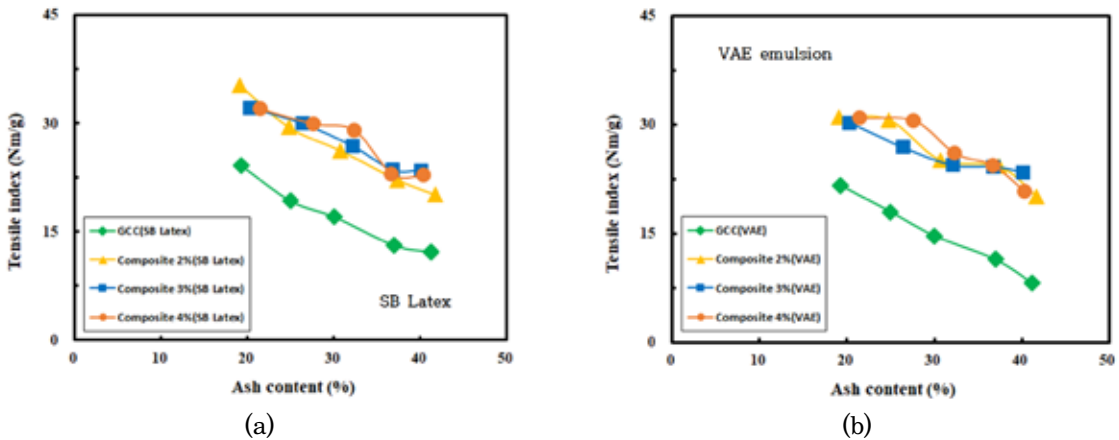 45
30
15
0
Tensile index (Nm/g)
GCC(SB Latex)
Composite 2%(SB Latex)
Composite 3%(SB Latex)
Composite 4%(SB Latex)
SB Latex
0 10 20 30 40 50
Ash content (%)
(a)
45
30
15
0
Tensile index (Nm/g)
VAE emulsion
GCC(VAE)
Composite 2%(VAE)
Composite 3%(VAE)
Composite 4%(VAE)
0 10 20 30 40 50
Ash content (%)
(b)